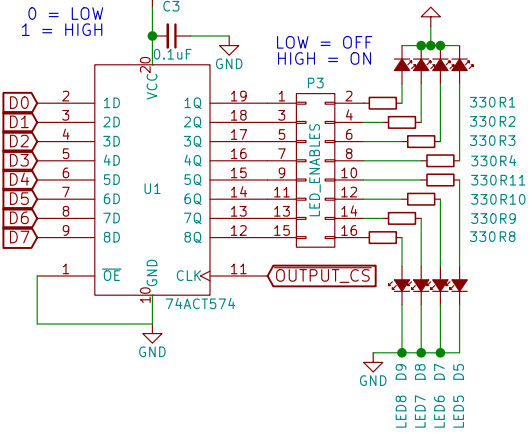 0 = LOW
1 = HIGH
C3
0.1uF
GND
LOW = OFF
HIGH = ON
20
VCC
P3
D0 2 1D 1Q 19 1 2 330R1
D1 3 2D 2Q 18 3 4 330R2
D2 4 3D 3Q 17 5 6 330R3
D3 5 4D 4Q 16 7 8 330R4
D4 6 5D 5Q 15 9 10 330R11
D5 7 6D 6Q 14 11 12 330R10
D6 8 7D 7Q 13 13 14 330R9
D7 9 8D 8Q 12 15 16 330R8
U1
LED_ENABLES
1 OE CLK 11 OUTPUT_CS
GND
10
74ACT574
GND
GND
LED8 D9
LED7 D8
LED6 D7
LED5 D5